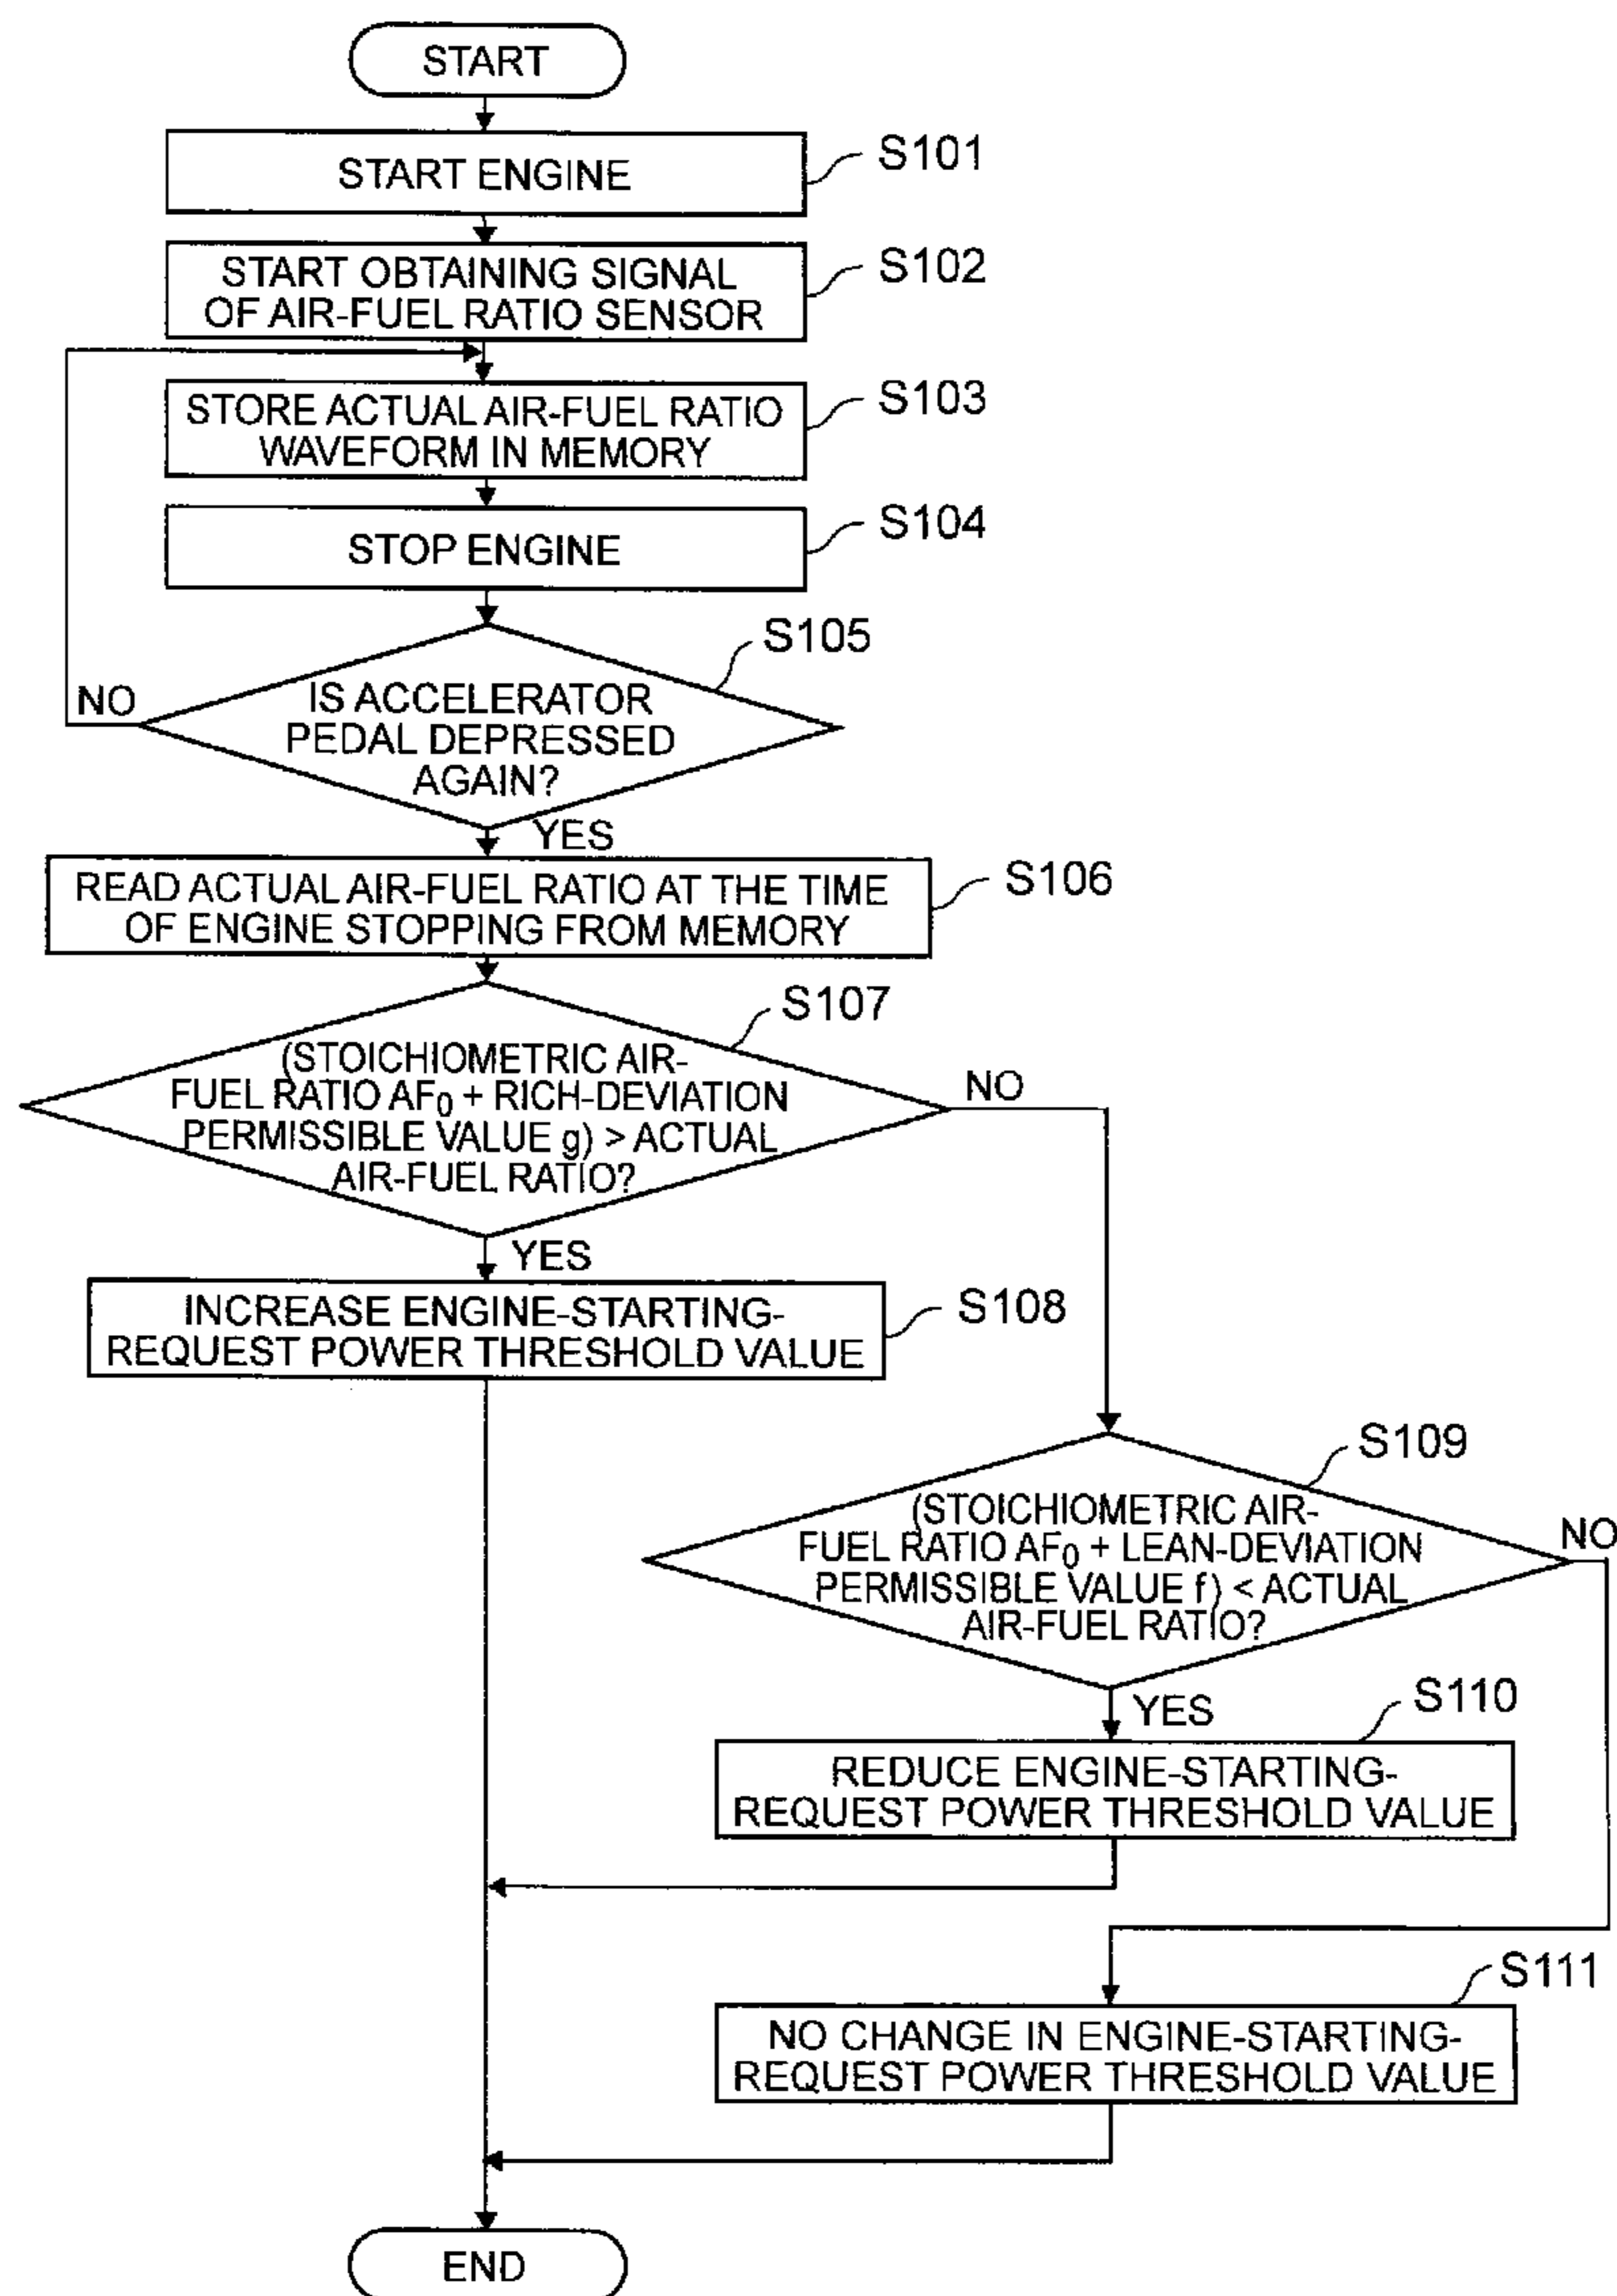 START
START ENGINE
S101
START OBTAINING SIGNAL
OF AIR-FUEL RATIO SENSOR
S102
STORE ACTUAL AIR-FUEL RATIO
WAVEFORM IN MEMORY
S103
STOP ENGINE
S104
IS ACCELERATOR
PEDAL DEPRESSED
AGAIN?
S105
NO
YES
READ ACTUAL AIR-FUEL RATIO AT THE TIME
OF ENGINE STOPPING FROM MEMORY
S106
(STOICHIOMETRIC AIR-
FUEL RATIO AF₀ + RICH-DEVIATION
PERMISSIBLE VALUE g) > ACTUAL
AIR-FUEL RATIO?
S107
NO
YES
INCREASE ENGINE-STARTING-
REQUEST POWER THRESHOLD VALUE
S108
(STOICHIOMETRIC AIR-
FUEL RATIO AF₀ + LEAN-DEVIATION
PERMISSIBLE VALUE f) < ACTUAL
AIR-FUEL RATIO?
S109
NO
YES
REDUCE ENGINE-STARTING-
REQUEST POWER THRESHOLD VALUE
S110
NO CHANGE IN ENGINE-STARTING-
REQUEST POWER THRESHOLD VALUE
S111
END